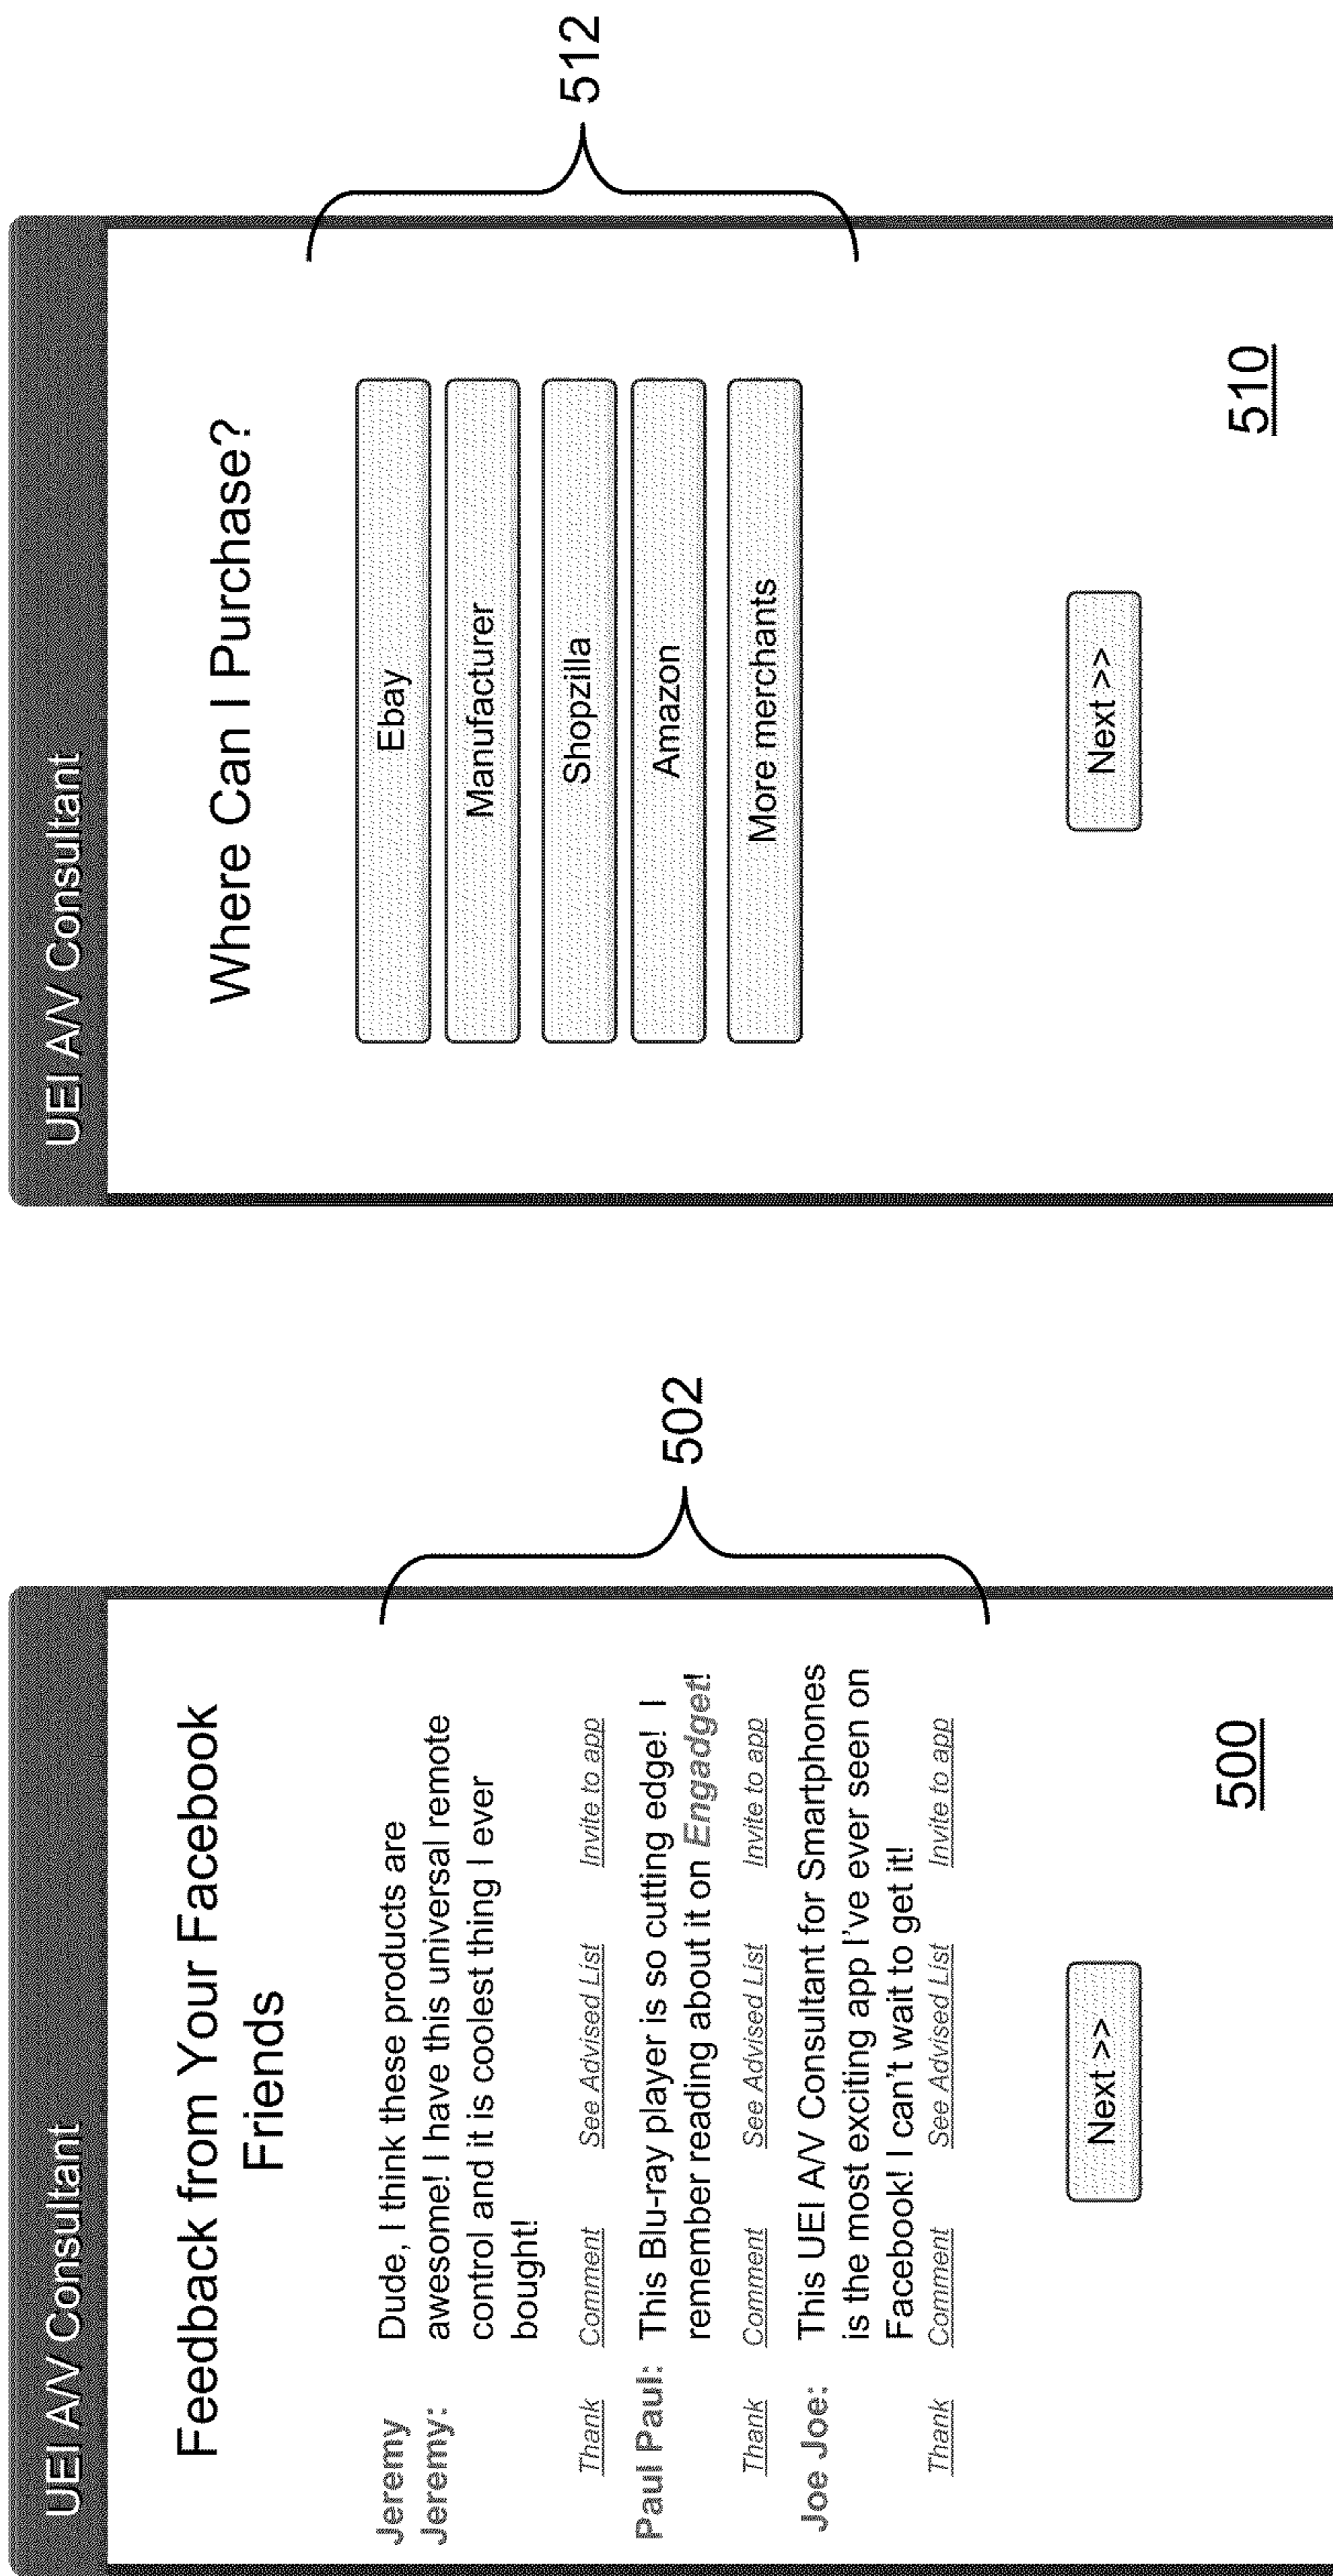 UEI A/V Consultant
Feedback from Your Facebook
Friends
Jeremy
Jeremy:
Dude, I think these products are
awesome! I have this universal remote
control and it is coolest thing I ever
bought!
Thank Comment See Advised List Invite to app
Paul Paul: This Blu-ray player is so cutting edge! I
remember reading about it on Engadget!
Thank Comment See Advised List Invite to app
Joe Joe: This UEI A/V Consultant for Smartphones
is the most exciting app I've ever seen on
Facebook! I can't wait to get it!
Thank Comment See Advised List Invite to app
Next >>
500
502
UEI A/V Consultant
Where Can I Purchase?
Ebay
Manufacturer
Shopzilla
Amazon
More merchants
Next >>
510
512